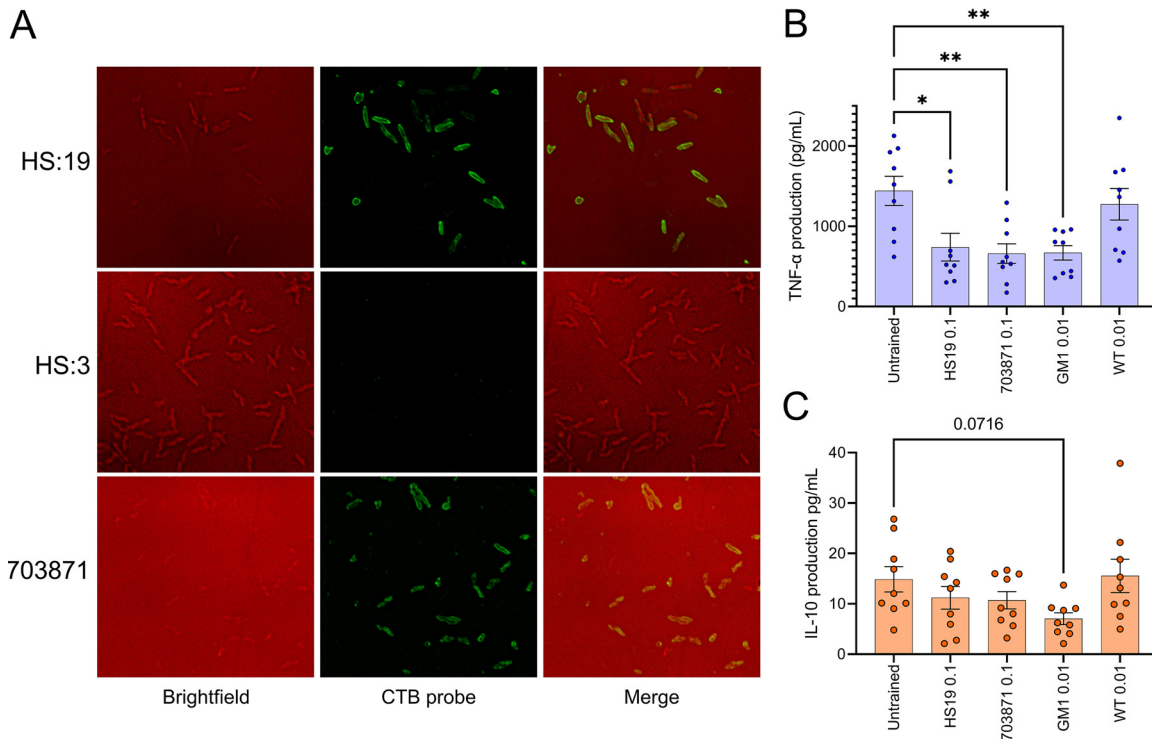 A
HS:19
HS:3
703871
Brightfield
CTB probe
Merge
B
**
**
*
TNF-α production (pg/mL)
2000
1000
0
Untrained
HS19 0.1
703871 0.1
GM1 0.01
WT 0.01
C
0.0716
IL-10 production pg/mL
40
30
20
10
0
Untrained
HS19 0.1
703871 0.1
GM1 0.01
WT 0.01